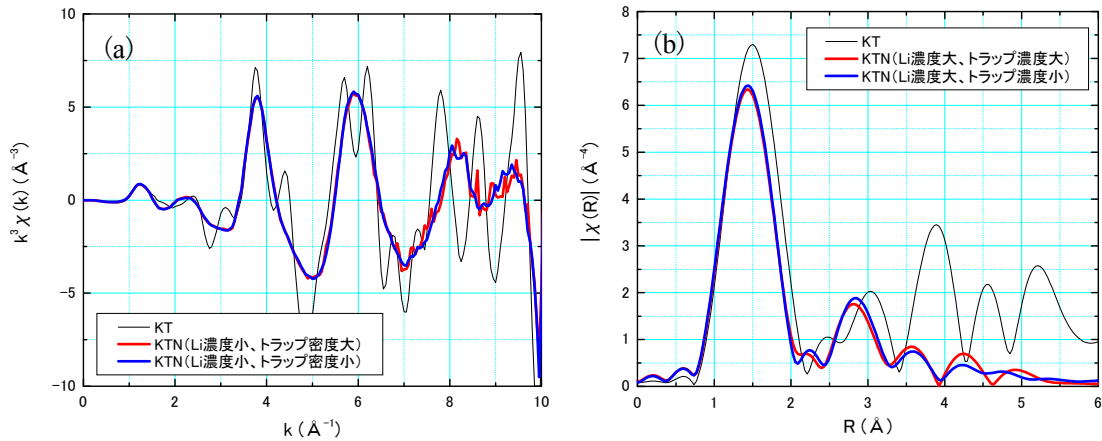 (a)
10
5
0
−5
−10
k³χ(k) (Å⁻³)
KT
KTN(Li濃度小、トラップ密度大)
KTN(Li濃度小、トラップ密度小)
0 2 4 6 8 10
k (Å⁻¹)
(b)
8
7
6
5
4
3
2
1
0
|χ(R)| (Å⁻⁴)
KT
KTN(Li濃度大、トラップ濃度大)
KTN(Li濃度大、トラップ濃度小)
0 1 2 3 4 5 6
R (Å)